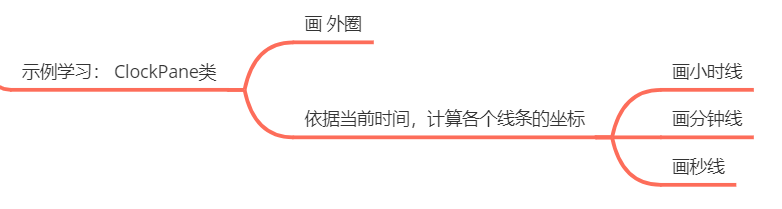 画 外圈
示例学习： ClockPane类
画小时线
依据当前时间，计算各个线条的坐标
画分钟线
画秒线